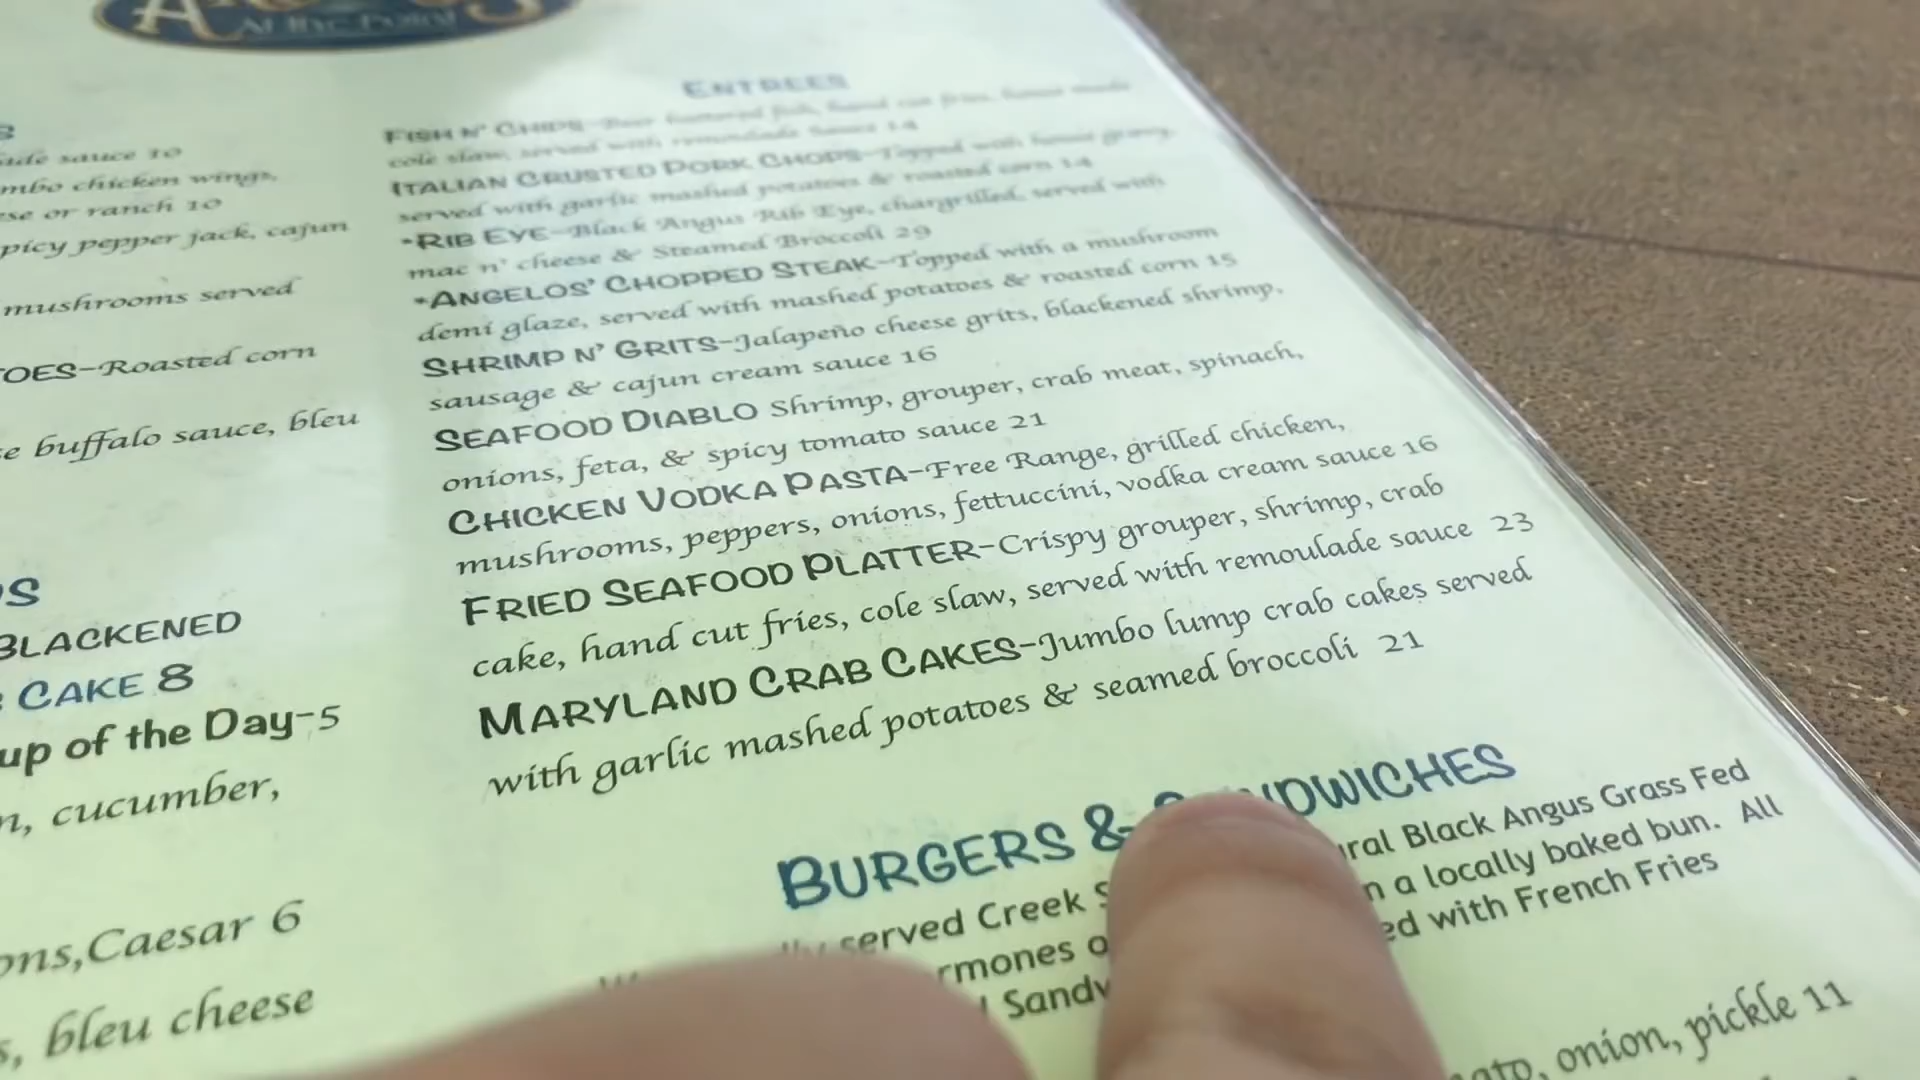 At the Point
ade sauce 10
mbo chicken wings,
se or ranch 10
picy pepper jack, cajun
mushrooms served
TOES-Roasted corn
e buffalo sauce, bleu
BLACKENED
CAKE 8
up of the Day-5
n, cucumber,
ons,Caesar 6
s, bleu cheese
ENTREES
FISH N' CHIPS-Beer battered fish, hand cut fries, house made
cole slaw, served with remoulade sauce 14
ITALIAN CRUSTED PORK CHOPS-Topped with house gravy,
served with garlic mashed potatoes & roasted corn 14
*RIB EYE-Black Angus Rib Eye, chargrilled, served with
mac n' cheese & Steamed Broccoli 29
*ANGELOS' CHOPPED STEAK-Topped with a mushroom
demi glaze, served with mashed potatoes & roasted corn 15
SHRIMP N' GRITS-Jalapeño cheese grits, blackened shrimp,
sausage & cajun cream sauce 16
SEAFOOD DIABLO Shrimp, grouper, crab meat, spinach,
onions, feta, & spicy tomato sauce 21
CHICKEN VODKA PASTA-Free Range, grilled chicken,
mushrooms, peppers, onions, fettuccini, vodka cream sauce 16
FRIED SEAFOOD PLATTER-Crispy grouper, shrimp, crab
cake, hand cut fries, cole slaw, served with remoulade sauce 23
MARYLAND CRAB CAKES-Jumbo lump crab cakes served
with garlic mashed potatoes & seamed broccoli 21
BURGERS & SANDWICHES
served Creek S ral Black Angus Grass Fed
rmones o n a locally baked bun. All
Sandw ed with French Fries
ato, onion, pickle 11